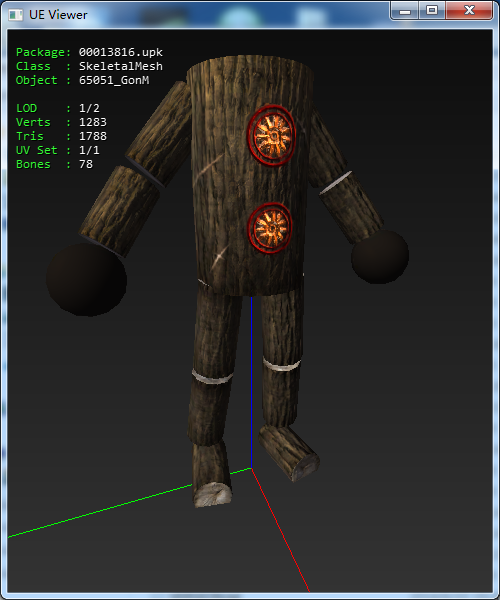 UE Viewer
Package: 00013816.upk
Class : SkeletalMesh
Object : 65051_GonM
LOD : 1/2
Verts : 1283
Tris : 1788
UV Set : 1/1
Bones : 78